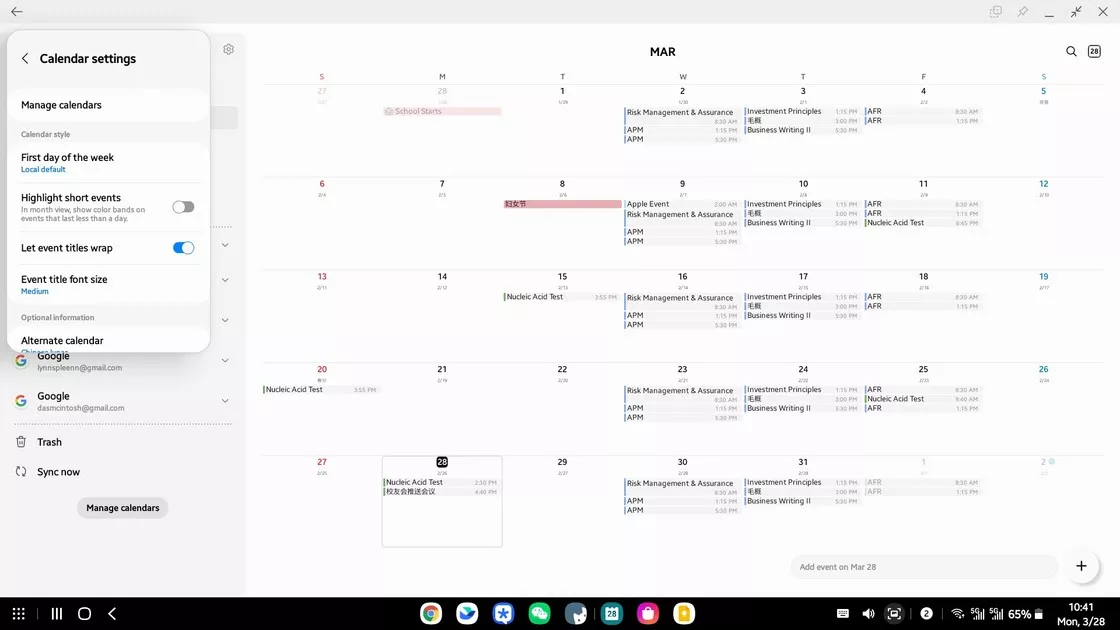 Calendar settings
Manage calendars
Calendar style
First day of the week
Local default
Highlight short events
In month view, show color bands on
events that last less than a day.
Let event titles wrap
Event title font size
Medium
Optional information
Alternate calendar
Google
lynnspleenn@gmail.com
Google
dasmcintosh@gmail.com
Trash
Sync now
Manage calendars
MAR
28
S M T W T F S
27 28 1 2 3 4 5
1/29 1/30 2/1 2/2
School Starts
Risk Management & Assurance
8:30 AM
APM 1:15 PM
APM 5:30 PM
Investment Principles 1:15 PM
毛概 3:00 PM
Business Writing II 5:30 PM
AFR 8:30 AM
AFR 1:15 PM
6 7 8 9 10 11 12
2/4 2/5 2/6 2/7 2/8 2/9 2/10
妇女节
Apple Event 2:00 AM
Risk Management & Assurance
8:30 AM
APM 1:15 PM
APM 5:30 PM
Investment Principles 1:15 PM
毛概 3:00 PM
Business Writing II 5:30 PM
AFR 8:30 AM
AFR 1:15 PM
Nucleic Acid Test 6:45 PM
13 14 15 16 17 18 19
2/11 2/12 2/13 2/14 2/15 2/16 2/17
Nucleic Acid Test 3:55 PM
Risk Management & Assurance
8:30 AM
APM 1:15 PM
APM 5:30 PM
Investment Principles 1:15 PM
毛概 3:00 PM
Business Writing II 5:30 PM
AFR 8:30 AM
AFR 1:15 PM
20 21 22 23 24 25 26
2/19 2/20 2/21 2/22 2/23 2/24
Nucleic Acid Test 3:55 PM
Risk Management & Assurance
8:30 AM
APM 1:15 PM
APM 5:30 PM
Investment Principles 1:15 PM
毛概 3:00 PM
Business Writing II 5:30 PM
AFR 8:30 AM
Nucleic Acid Test 9:40 AM
AFR 1:15 PM
27 28 29 30 31 1 2
2/25 2/26 2/27 2/28 2/29
Nucleic Acid Test 2:30 PM
校友会推送会议 4:40 PM
Risk Management & Assurance
8:30 AM
APM 1:15 PM
APM 5:30 PM
Investment Principles 1:15 PM
毛概 3:00 PM
Business Writing II 5:30 PM
AFR 8:30 AM
AFR 1:15 PM
Add event on Mar 28
28
2
5G 5G 65%
10:41
Mon, 3/28